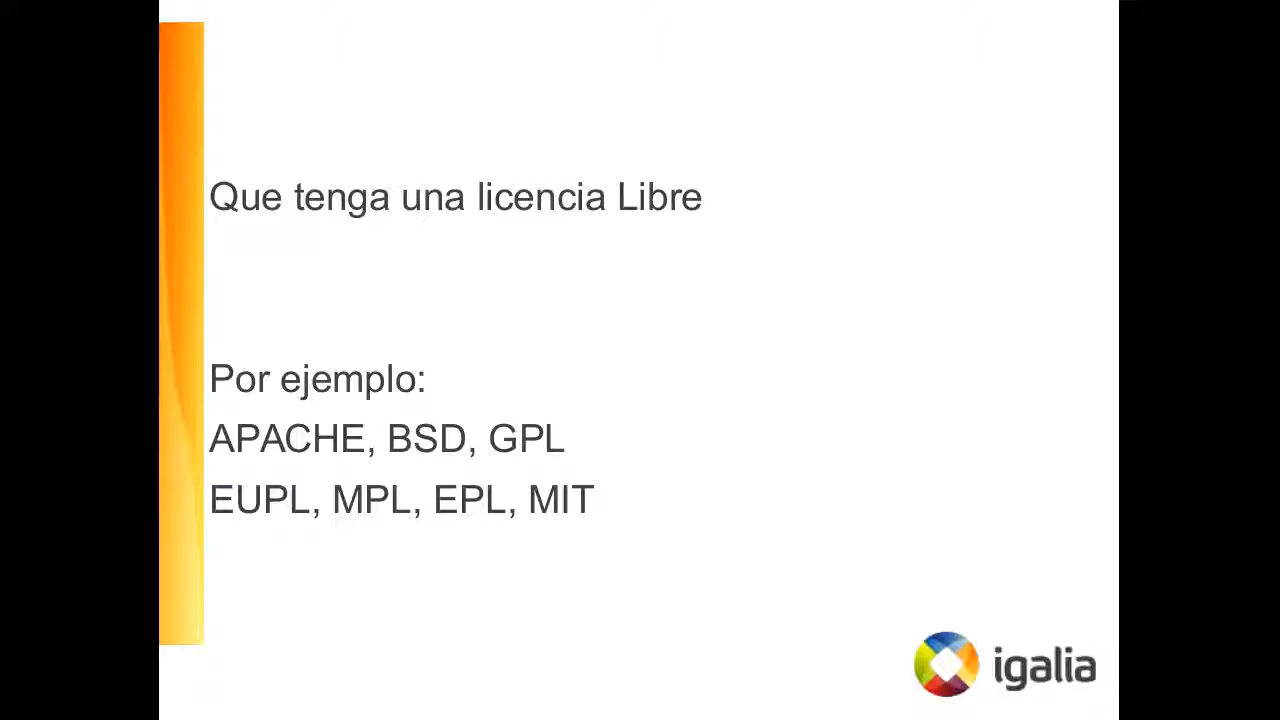 Que tenga una licencia Libre
Por ejemplo:
APACHE, BSD, GPL
EUPL, MPL, EPL, MIT
igalia